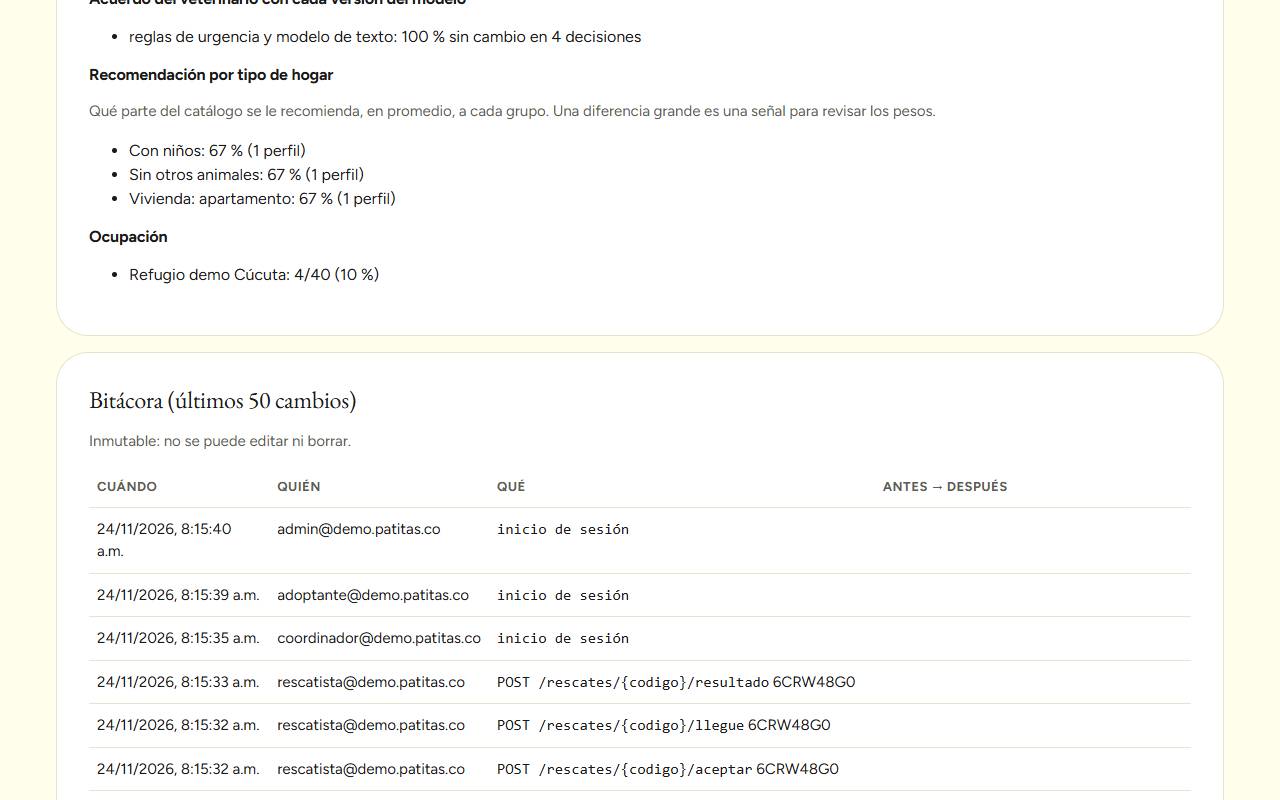 Acuerdo del veterinario con cada versión del modelo
reglas de urgencia y modelo de texto: 100 % sin cambio en 4 decisiones
Recomendación por tipo de hogar
Qué parte del catálogo se le recomienda, en promedio, a cada grupo. Una diferencia grande es una señal para revisar los pesos.
Con niños: 67 % (1 perfil)
Sin otros animales: 67 % (1 perfil)
Vivienda: apartamento: 67 % (1 perfil)
Ocupación
Refugio demo Cúcuta: 4/40 (10 %)
Bitácora (últimos 50 cambios)
Inmutable: no se puede editar ni borrar.
CUÁNDO QUIÉN QUÉ ANTES → DESPUÉS
24/11/2026, 8:15:40 admin@demo.patitas.co inicio de sesión
a.m.
24/11/2026, 8:15:39 a.m. adoptante@demo.patitas.co inicio de sesión
24/11/2026, 8:15:35 a.m. coordinador@demo.patitas.co inicio de sesión
24/11/2026, 8:15:33 a.m. rescatista@demo.patitas.co POST /rescates/{codigo}/resultado 6CRW48G0
24/11/2026, 8:15:32 a.m. rescatista@demo.patitas.co POST /rescates/{codigo}/llegue 6CRW48G0
24/11/2026, 8:15:32 a.m. rescatista@demo.patitas.co POST /rescates/{codigo}/aceptar 6CRW48G0